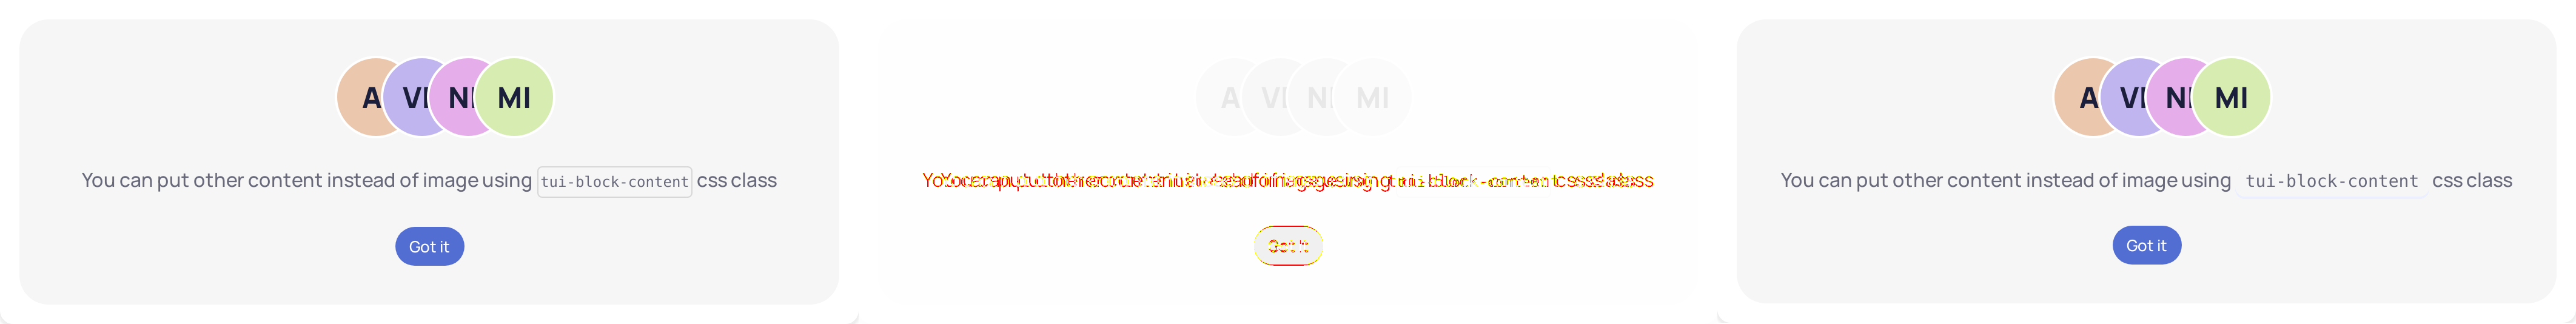 A VI NI MI
You can put other content instead of image using tui-block-content css class
Got it
A VI NI MI
Got it
A VI NI MI
You can put other content instead of image using tui-block-content css class
Got it